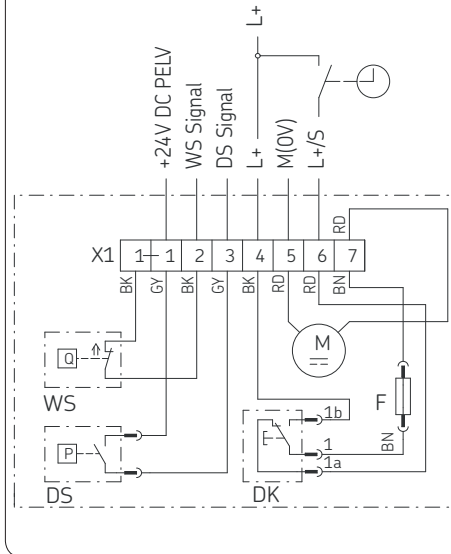 L+
+24V DC PELV
WS Signal
DS Signal
L+
M(0V)
L+/S
RD
X1 1 1 2 3 4 5 6 7
BK GY BK GY BK RD RD BN
Q
WS
M
F
P
DS
1b
1
1a
BN
DK